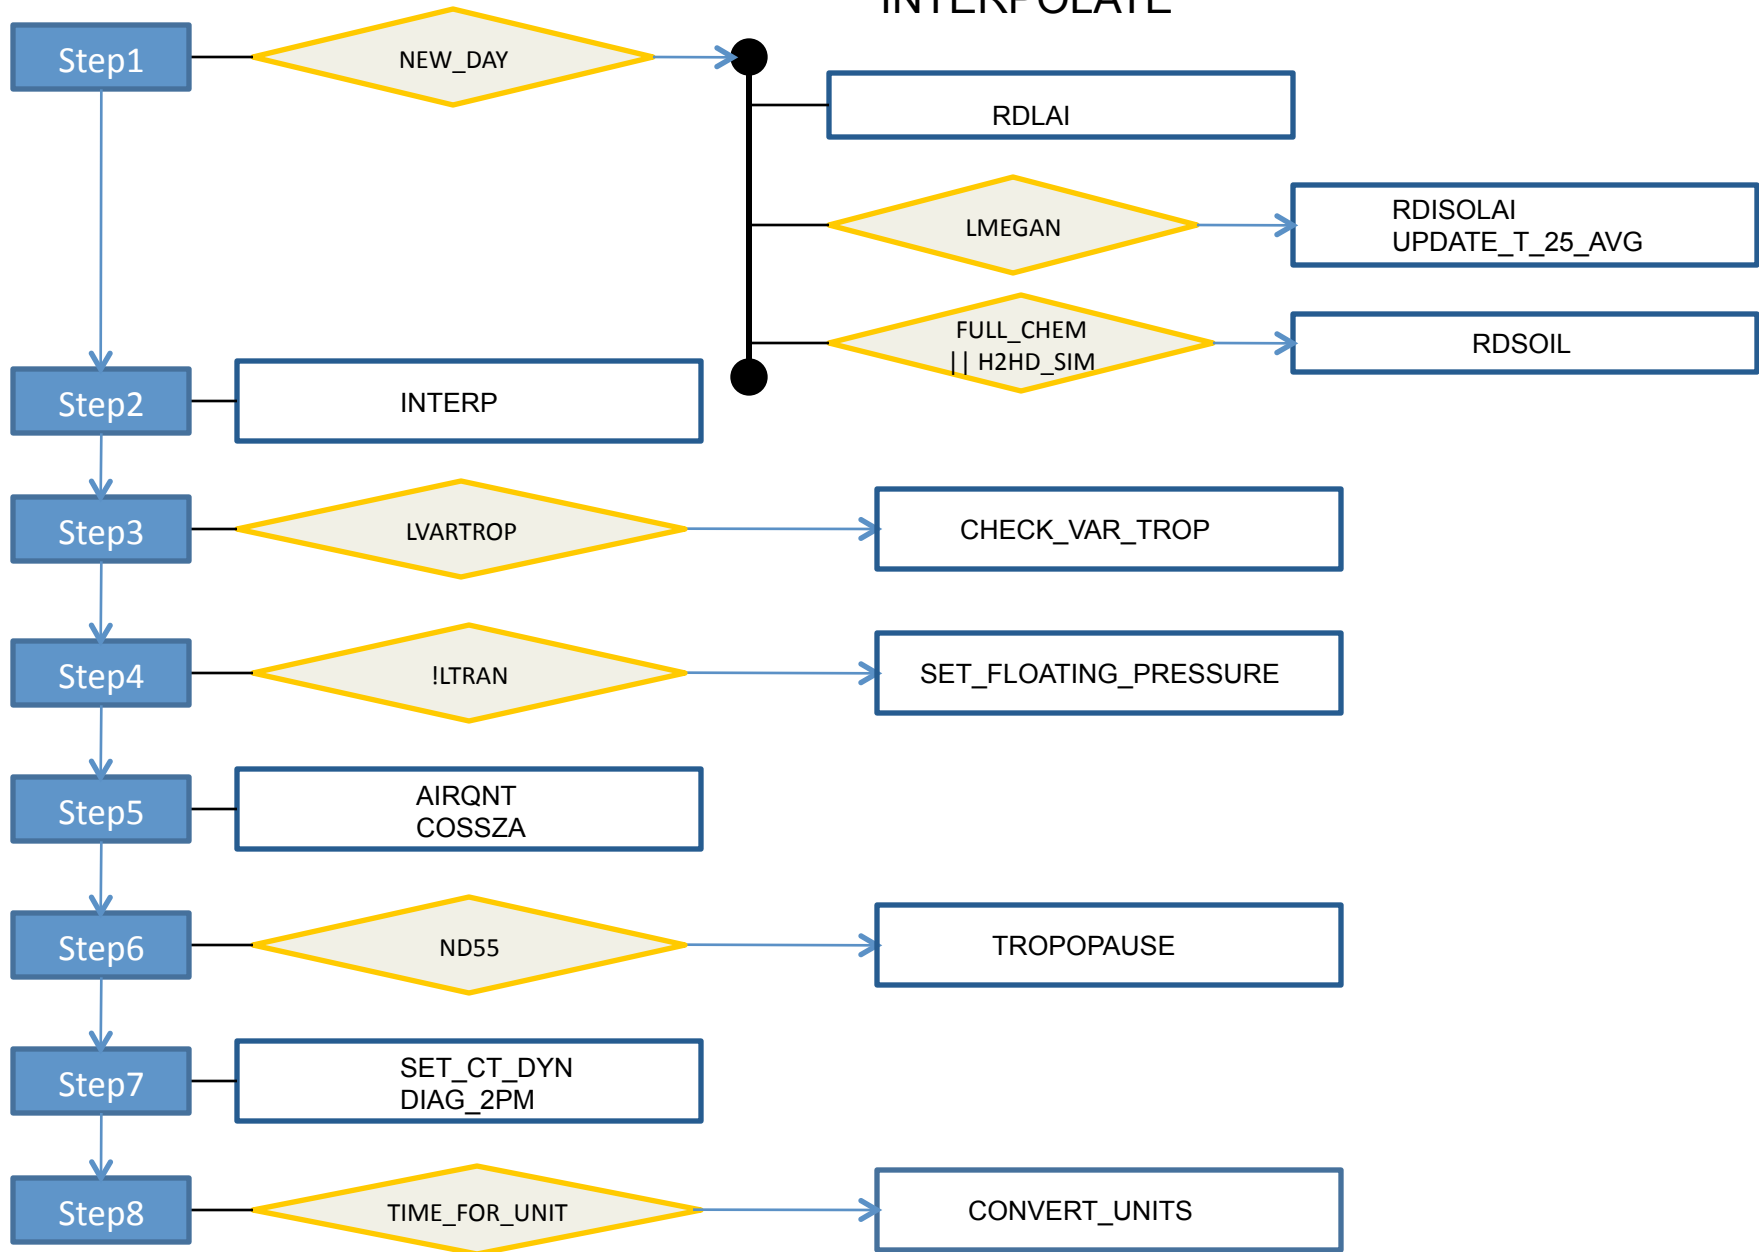 INTERPOLATE
Step1
NEW_DAY
RDLAI
LMEGAN
RDISOLAI
UPDATE_T_25_AVG
FULL_CHEM
|| H2HD_SIM
RDSOIL
Step2
INTERP
Step3
LVARTROP
CHECK_VAR_TROP
Step4
!LTRAN
SET_FLOATING_PRESSURE
Step5
AIRQNT
COSSZA
Step6
ND55
TROPOPAUSE
Step7
SET_CT_DYN
DIAG_2PM
Step8
TIME_FOR_UNIT
CONVERT_UNITS